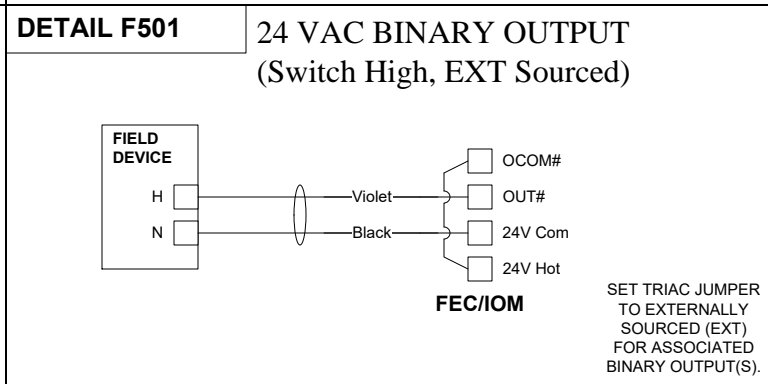 DETAIL F501
24 VAC BINARY OUTPUT
(Switch High, EXT Sourced)
FIELD
DEVICE
H
N
Violet
Black
OCOM#
OUT#
24V Com
24V Hot
FEC/IOM
SET TRIAC JUMPER
TO EXTERNALLY
SOURCED (EXT)
FOR ASSOCIATED
BINARY OUTPUT(S).